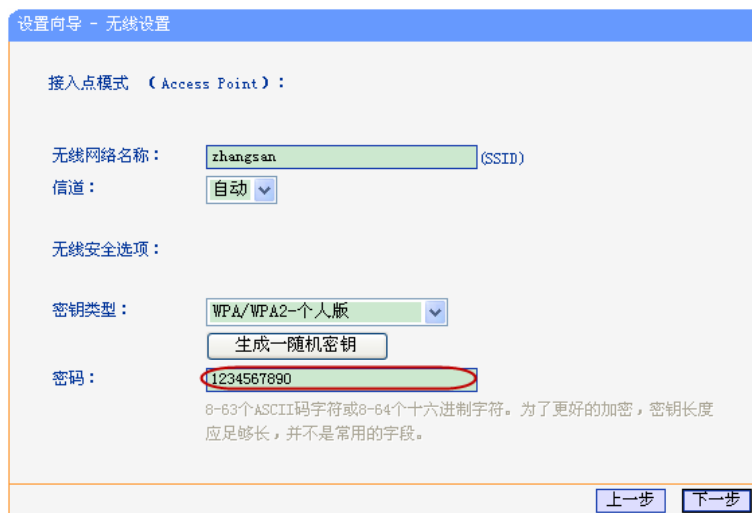 设置向导 - 无线设置
接入点模式 （Access Point）：
无线网络名称： zhangsan (SSID)
信道： 自动
无线安全选项：
密钥类型： WPA/WPA2-个人版
生成一随机密钥
密码： 1234567890
8-63个ASCII码字符或8-64个十六进制字符。为了更好的加密，密钥长度
应足够长，并不是常用的字段。
上一步 下一步